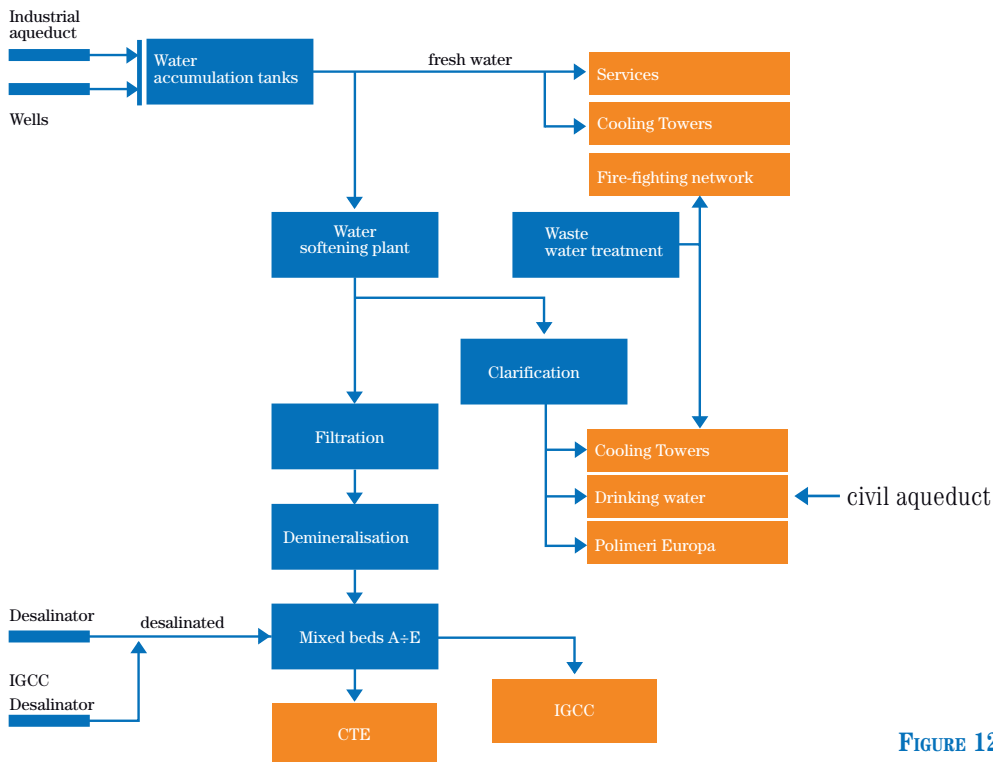 Industrial
aqueduct
Wells
Water
accumulation tanks
fresh water
Services
Cooling Towers
Fire-fighting network
Water
softening plant
Waste
water treatment
Clarification
Filtration
Cooling Towers
Drinking water
civil aqueduct
Polimeri Europa
Demineralisation
Desalinator
desalinated
Mixed beds A÷E
IGCC
Desalinator
CTE
IGCC
FIGURE 12